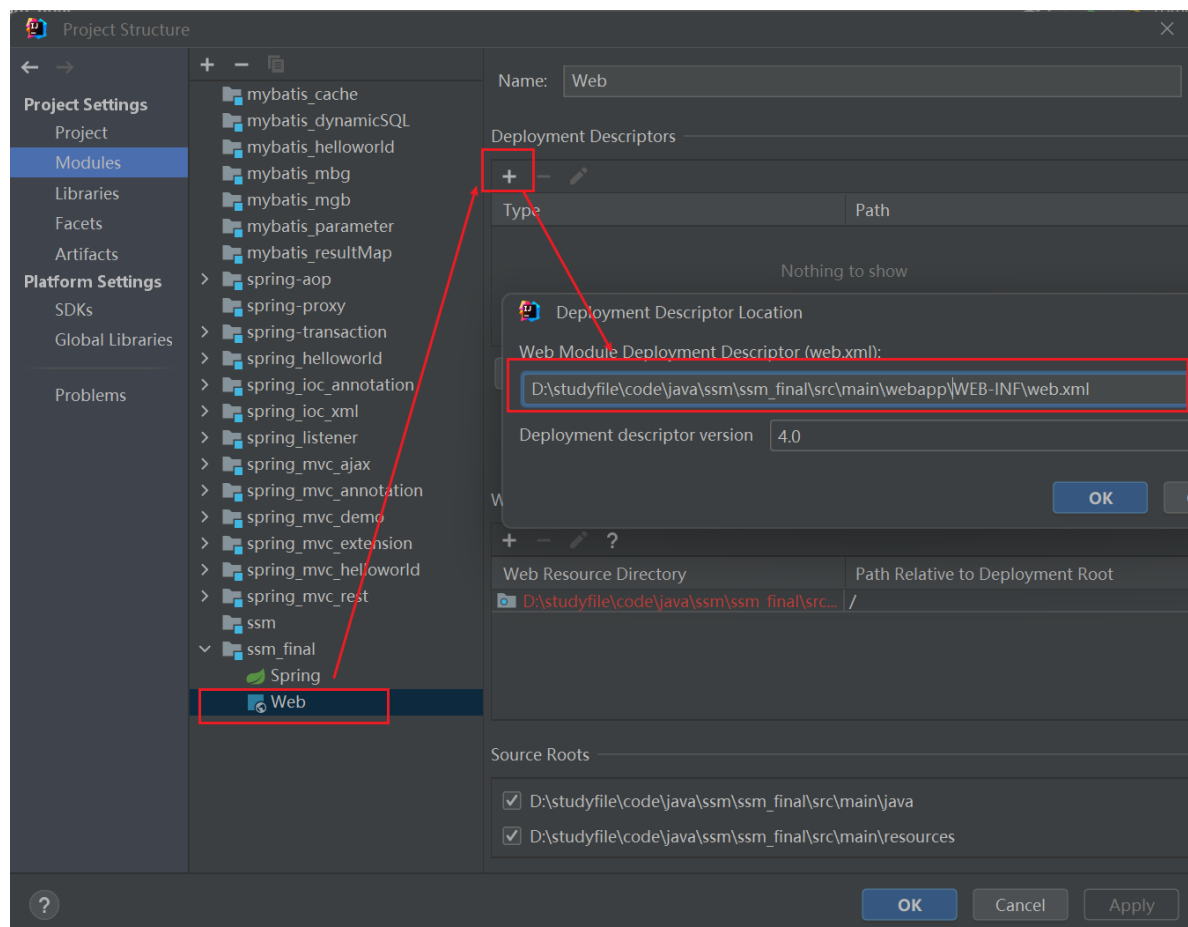 Project Structure
Project Settings
Project
Modules
Libraries
Facets
Artifacts
Platform Settings
SDKs
Global Libraries
Problems
mybatis_cache
mybatis_dynamicSQL
mybatis_helloworld
mybatis_mbg
mybatis_mgb
mybatis_parameter
mybatis_resultMap
spring-aop
spring-proxy
spring-transaction
spring_helloworld
spring_ioc_annotation
spring_ioc_xml
spring_listener
spring_mvc_ajax
spring_mvc_annotation
spring_mvc_demo
spring_mvc_extension
spring_mvc_helloworld
spring_mvc_rest
ssm
ssm_final
Spring
Web
Name: Web
Deployment Descriptors
Type Path
Nothing to show
Deployment Descriptor Location
Web Module Deployment Descriptor (web.xml):
D:\studyfile\code\java\ssm\ssm_final\src\main\webapp\WEB-INF\web.xml
Deployment descriptor version 4.0
OK
Web Resource Directory Path Relative to Deployment Root
D:\studyfile\code\java\ssm\ssm_final\src... /
Source Roots
D:\studyfile\code\java\ssm\ssm_final\src\main\java
D:\studyfile\code\java\ssm\ssm_final\src\main\resources
? OK Cancel Apply